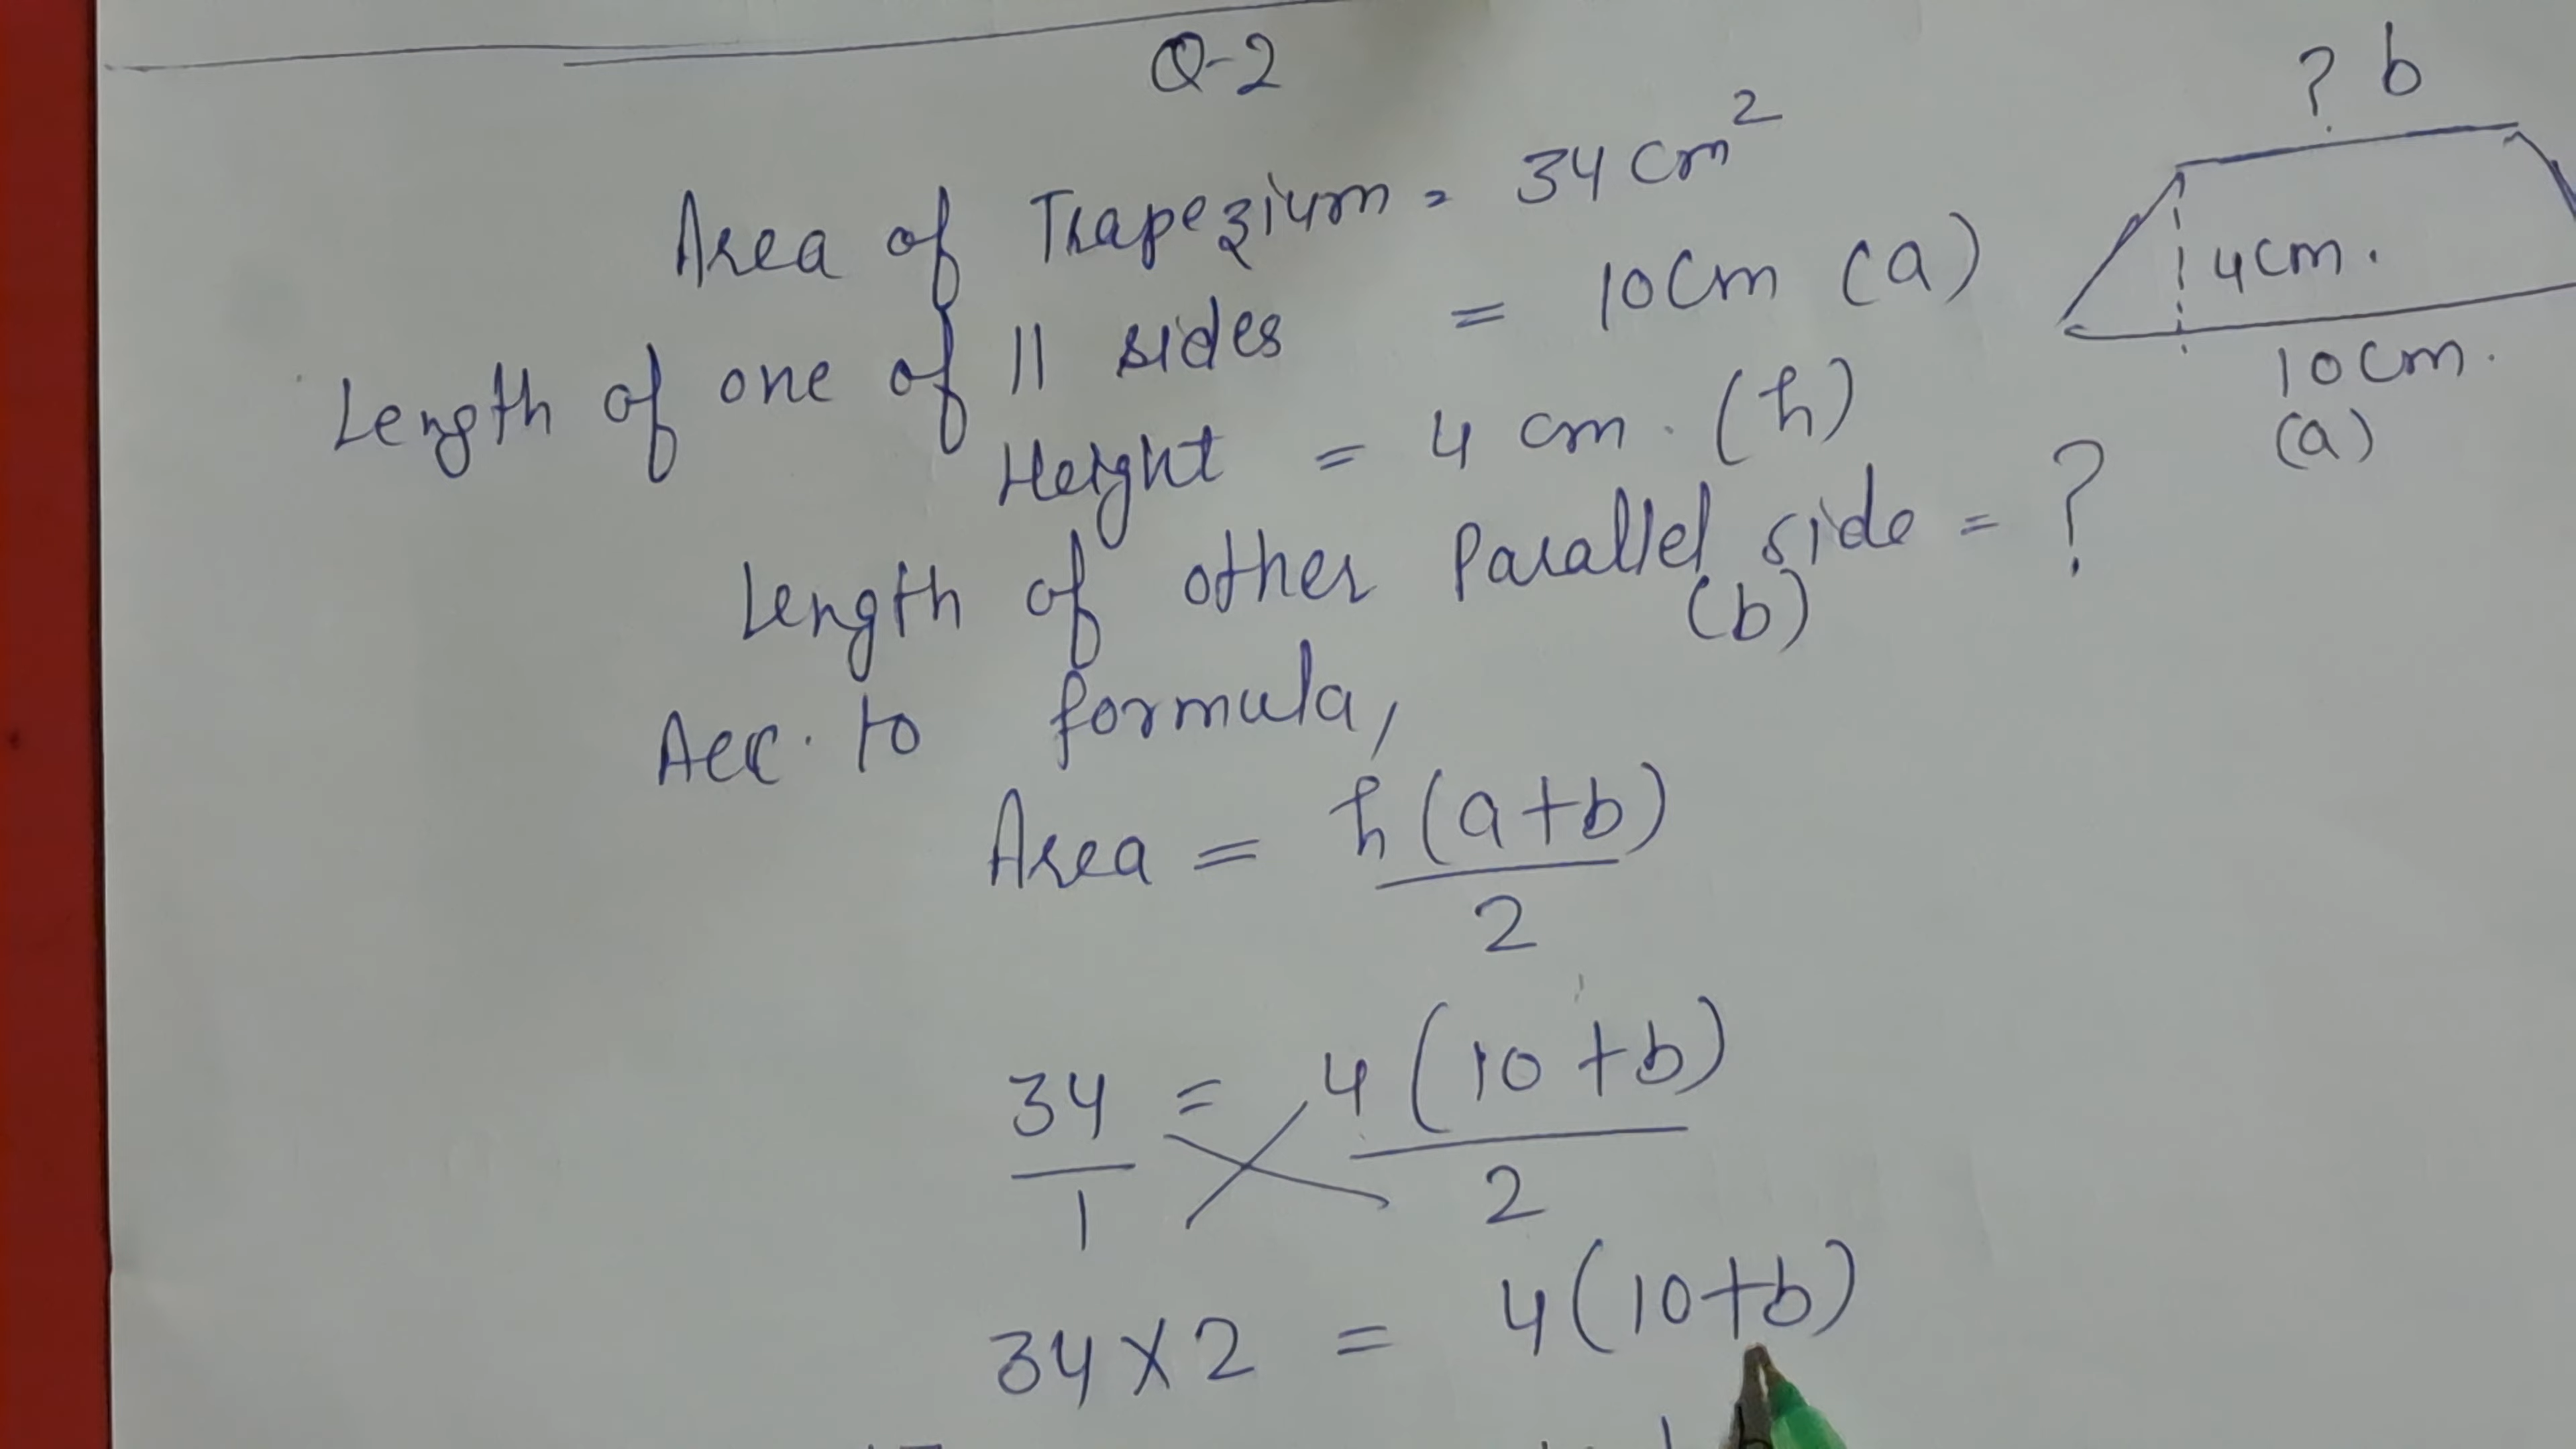 Q-2
Area of Trapezium = 34 cm²
Length of one of || sides = 10cm (a)
Height = 4 cm. (h)
Length of other Parallel side = ?
(b)
Acc. to formula,
Area = h(a+b)
2
34 = 4(10+b)
1 2
34×2 = 4(10+b)
? b
4cm.
10cm.
(a)